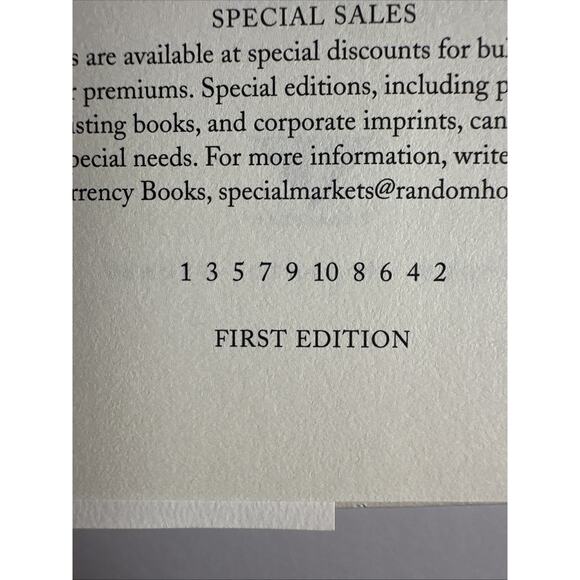 SPECIAL SALES
s are available at special discounts for bu
r premiums. Special editions, including p
isting books, and corporate imprints, can
pecial needs. For more information, write
rrency Books, specialmarkets@randomho
1 3 5 7 9 10 8 6 4 2
FIRST EDITION